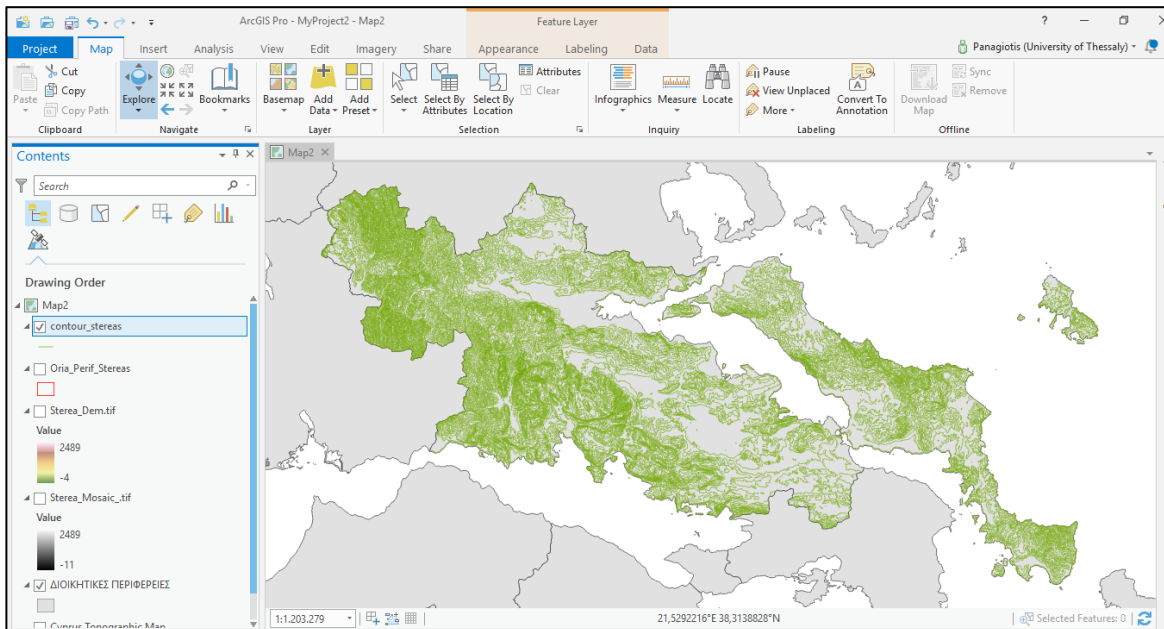 ArcGIS Pro - MyProject2 - Map2
Feature Layer
?
Project Map Insert Analysis View Edit Imagery Share Appearance Labeling Data
Panagiotis (University of Thessaly)
Paste
Cut
Copy
Copy Path
Clipboard
Explore
Bookmarks
Navigate
Basemap
Add Data
Add Preset
Layer
Select
Select By Attributes
Select By Location
Attributes
Clear
Selection
Infographics
Measure
Locate
Inquiry
Pause
View Unplaced
More
Convert To Annotation
Labeling
Download Map
Sync
Remove
Offline
Contents
Search
Drawing Order
Map2
contour_stereas
Oria_Perif_Stereas
Sterea_Dem.tif
Value
2489
-4
Sterea_Mosaic_.tif
Value
2489
-11
ΔΙΟΙΚΗΤΙΚΕΣ ΠΕΡΙΦΕΡΕΙΕΣ
Cyprus Topographic Map
Map2
1:1.203.279
21,5292216°E 38,3138828°N
Selected Features: 0